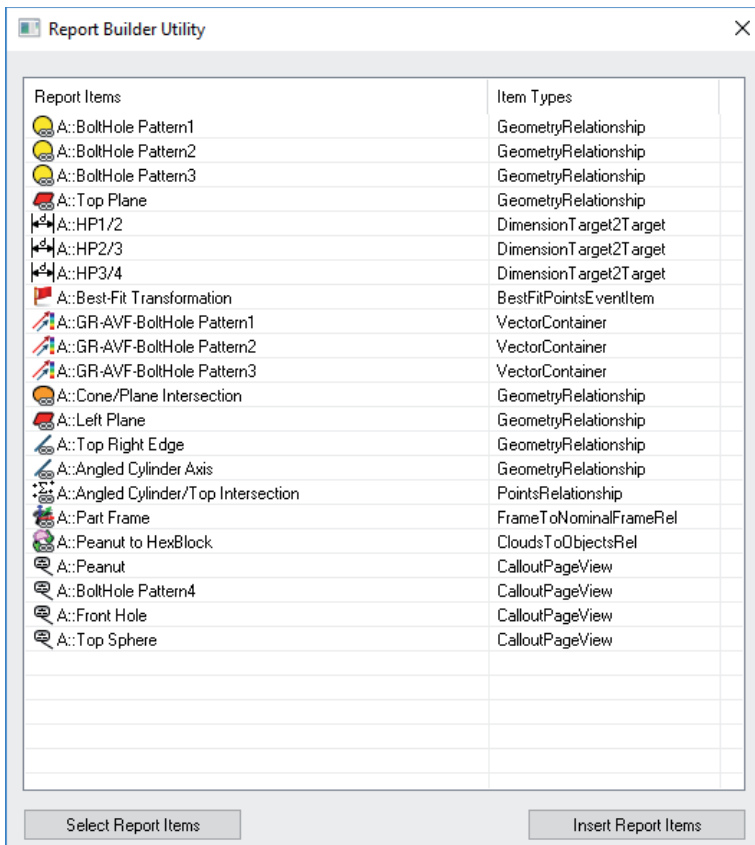 Report Builder Utility
Report Items Item Types
A::BoltHole Pattern1 GeometryRelationship
A::BoltHole Pattern2 GeometryRelationship
A::BoltHole Pattern3 GeometryRelationship
A::Top Plane GeometryRelationship
A::HP1/2 DimensionTarget2Target
A::HP2/3 DimensionTarget2Target
A::HP3/4 DimensionTarget2Target
A::Best-Fit Transformation BestFitPointsEventItem
A::GR-AVF-BoltHole Pattern1 VectorContainer
A::GR-AVF-BoltHole Pattern2 VectorContainer
A::GR-AVF-BoltHole Pattern3 VectorContainer
A::Cone/Plane Intersection GeometryRelationship
A::Left Plane GeometryRelationship
A::Top Right Edge GeometryRelationship
A::Angled Cylinder Axis GeometryRelationship
A::Angled Cylinder/Top Intersection PointsRelationship
A::Part Frame FrameToNominalFrameRel
A::Peanut to HexBlock CloudsToObjectsRel
A::Peanut CalloutPageView
A::BoltHole Pattern4 CalloutPageView
A::Front Hole CalloutPageView
A::Top Sphere CalloutPageView
Select Report Items Insert Report Items